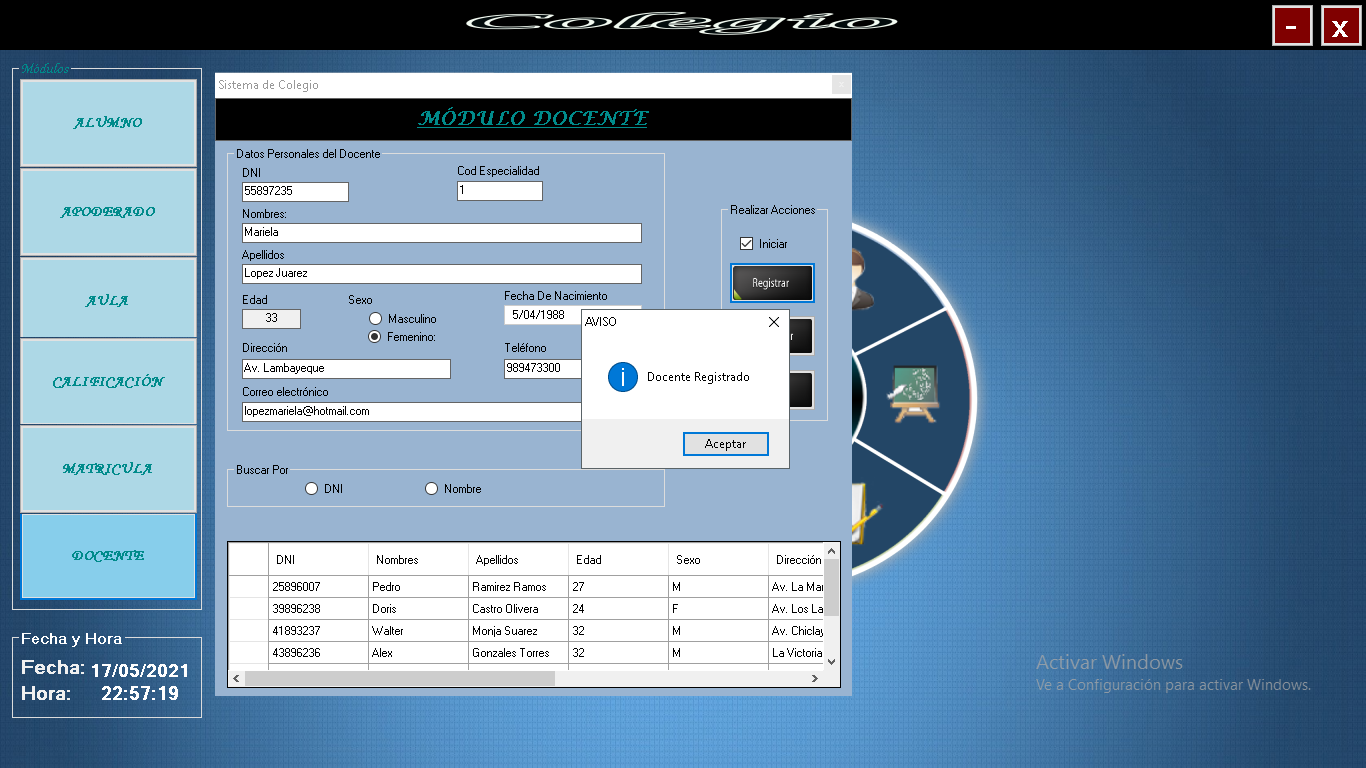 Colegio
-
x
Módulos
ALUMNO
APODERADO
AULA
CALIFICACIÓN
MATRICULA
DOCENTE
Fecha y Hora
Fecha: 17/05/2021
Hora: 22:57:19
Sistema de Colegio
x
MÓDULO DOCENTE
Datos Personales del Docente
DNI
Cod Especialidad
55897235
1
Nombres:
Mariela
Apellidos
Lopez Juarez
Edad
Sexo
Fecha De Nacimiento
33
Masculino
5/04/1988
Femenino:
Dirección
Teléfono
Av. Lambayeque
989473300
Correo electrónico
lopezmariela@hotmail.com
Realizar Acciones
Iniciar
Registrar
r
AVISO
Docente Registrado
Aceptar
Buscar Por
DNI
Nombre
DNI Nombres Apellidos Edad Sexo Dirección
25896007 Pedro Ramirez Ramos 27 M Av. La Mar
39896238 Doris Castro Olivera 24 F Av. Los La
41893237 Walter Monja Suarez 32 M Av. Chiclay
43896236 Alex Gonzales Torres 32 M La Victoria
Activar Windows
Ve a Configuración para activar Windows.